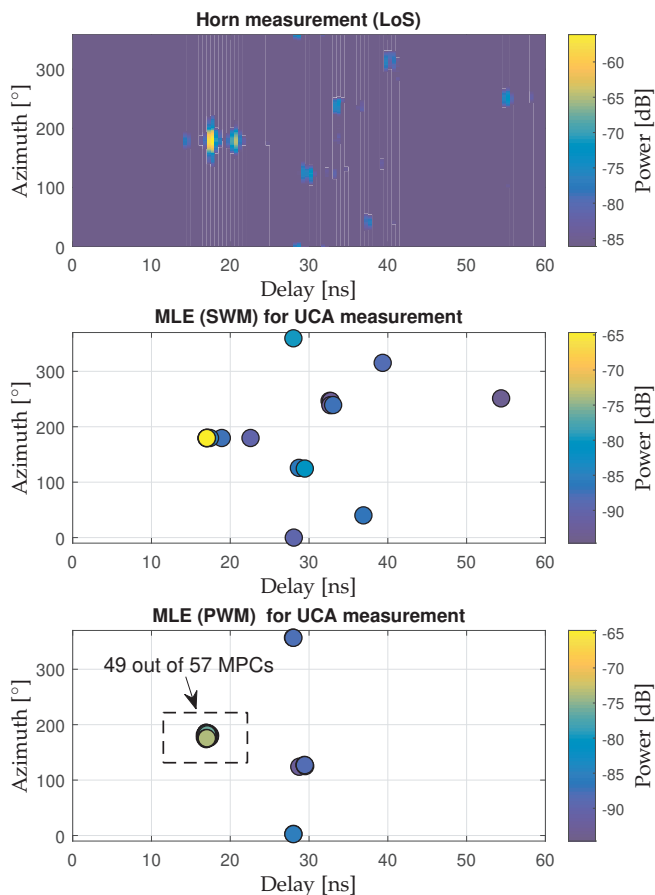 Horn measurement (LoS)
Azimuth [°]
300
200
100
0
0 10 20 30 40 50 60
Delay [ns]
-60
-65
-70
-75
-80
-85
Power [dB]
MLE (SWM) for UCA measurement
Azimuth [°]
300
200
100
0
0 10 20 30 40 50 60
Delay [ns]
-65
-70
-75
-80
-85
-90
Power [dB]
MLE (PWM) for UCA measurement
49 out of 57 MPCs
Azimuth [°]
300
200
100
0
0 10 20 30 40 50 60
Delay [ns]
-65
-70
-75
-80
-85
-90
Power [dB]